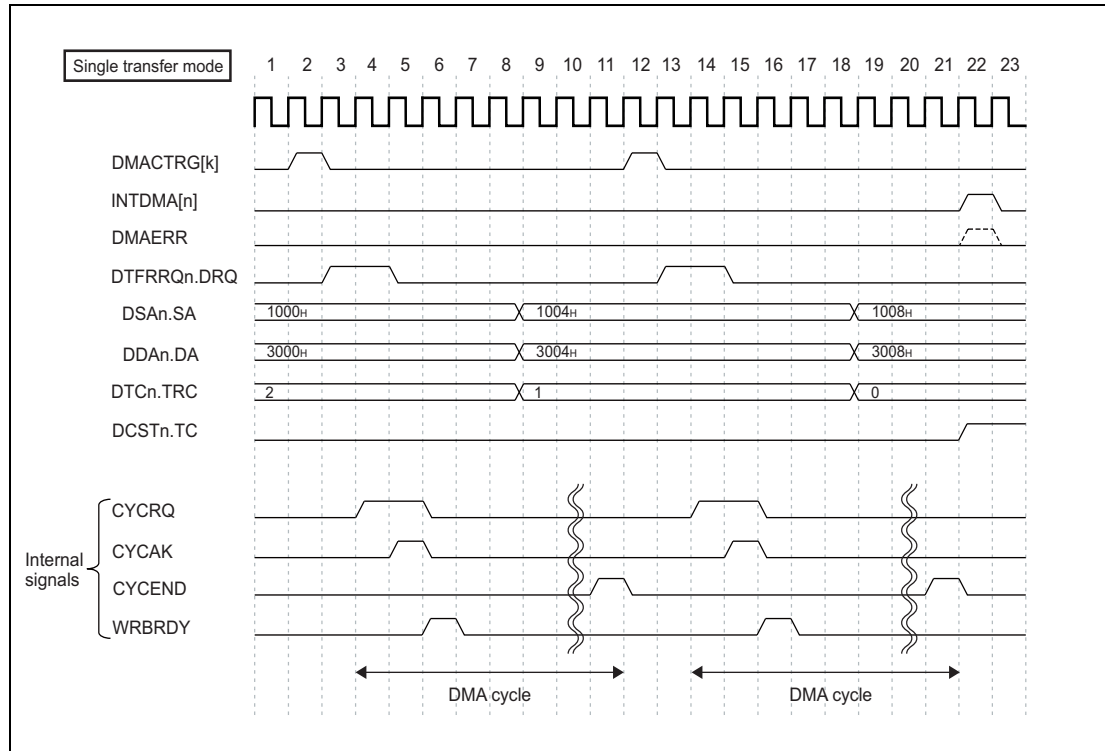 Single transfer mode
1 2 3 4 5 6 7 8 9 10 11 12 13 14 15 16 17 18 19 20 21 22 23
DMACTRG[k]
INTDMA[n]
DMAERR
DTFRRQn.DRQ
DSAn.SA 1000H 1004H 1008H
DDAn.DA 3000H 3004H 3008H
DTCn.TRC 2 1 0
DCSTn.TC
Internal signals
CYCRQ
CYCAK
CYCEND
WRBRDY
DMA cycle DMA cycle